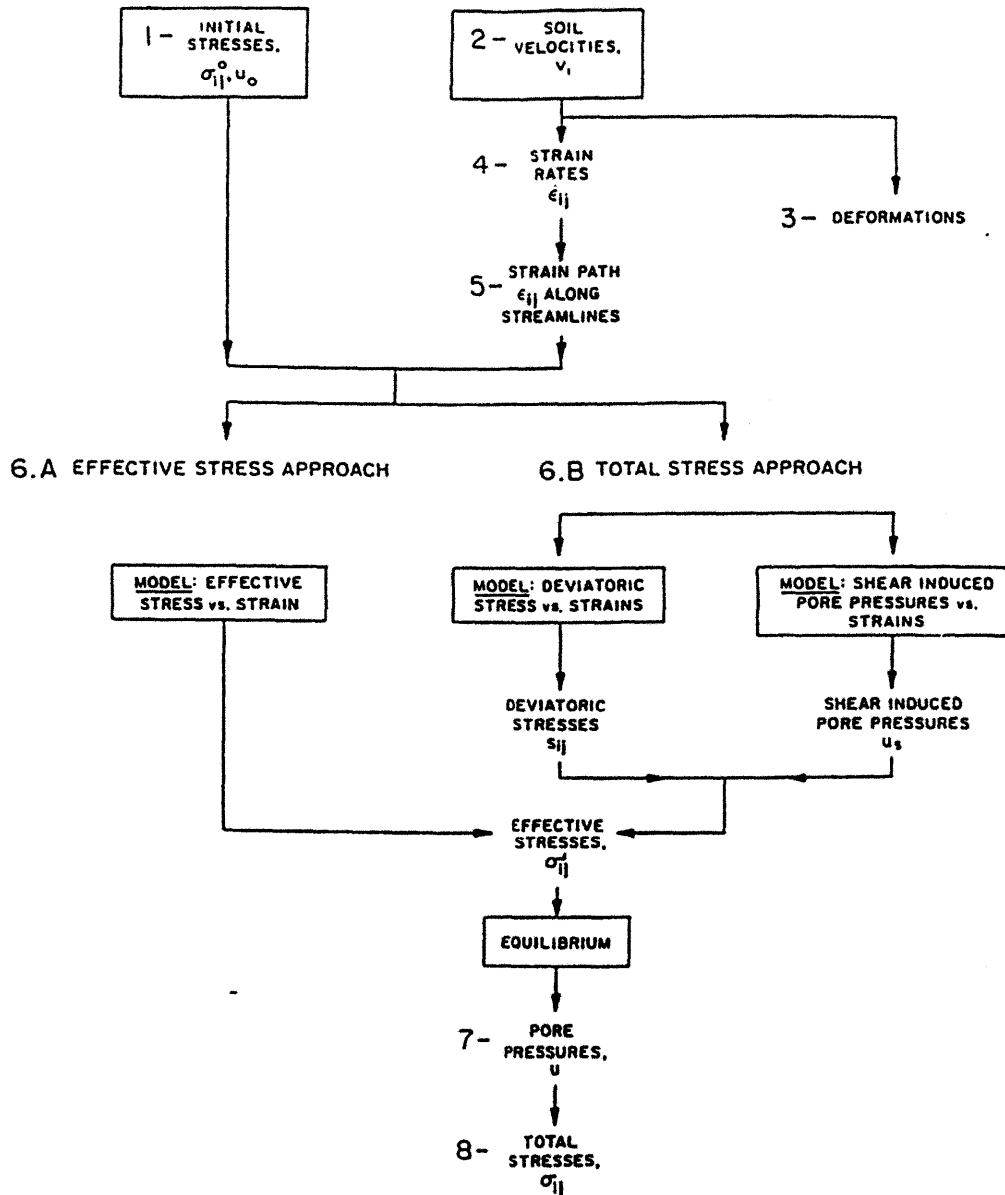 1- INITIAL
STRESSES,
σ°ij, uo
2- SOIL
VELOCITIES,
vi
4- STRAIN
RATES
ε̇ij
3- DEFORMATIONS
5- STRAIN PATH
εij ALONG
STREAMLINES
6.A EFFECTIVE STRESS APPROACH
6.B TOTAL STRESS APPROACH
MODEL: EFFECTIVE
STRESS vs. STRAIN
MODEL: DEVIATORIC
STRESS vs. STRAINS
MODEL: SHEAR INDUCED
PORE PRESSURES vs.
STRAINS
DEVIATORIC
STRESSES
sij
SHEAR INDUCED
PORE PRESSURES
us
EFFECTIVE
STRESSES,
σ'ij
EQUILIBRIUM
7- PORE
PRESSURES,
u
8- TOTAL
STRESSES,
σij